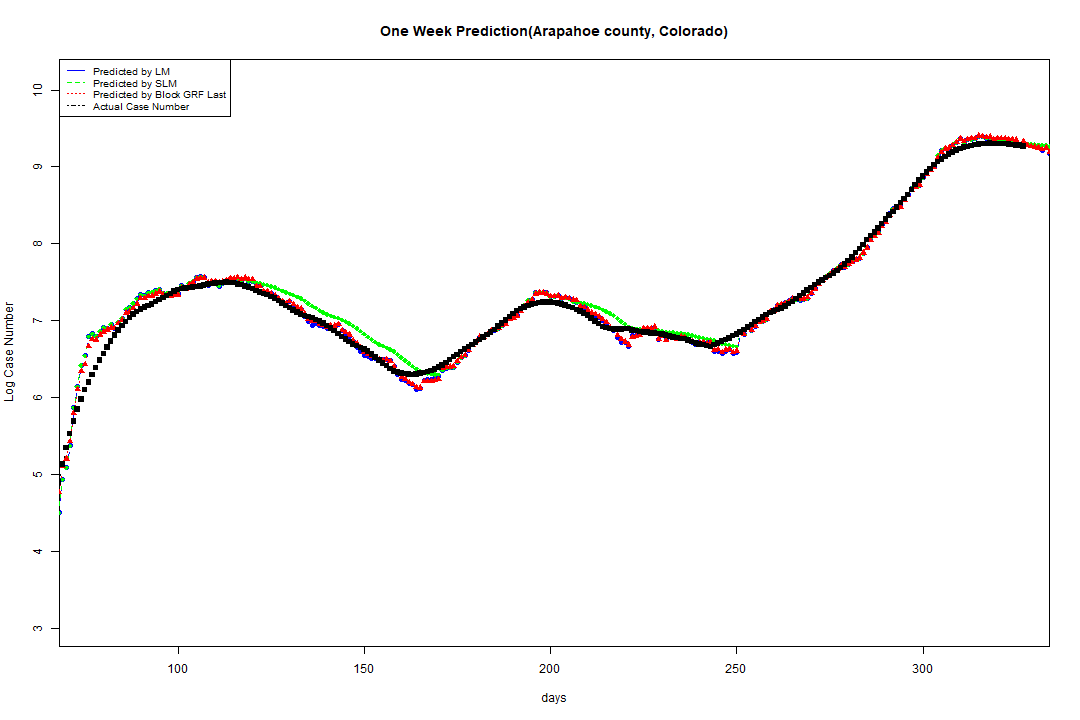 One Week Prediction(Arapahoe county, Colorado)
Predicted by LM
Predicted by SLM
Predicted by Block GRF Last
Actual Case Number
Log Case Number
10
9
8
7
6
5
4
3
100 150 200 250 300
days